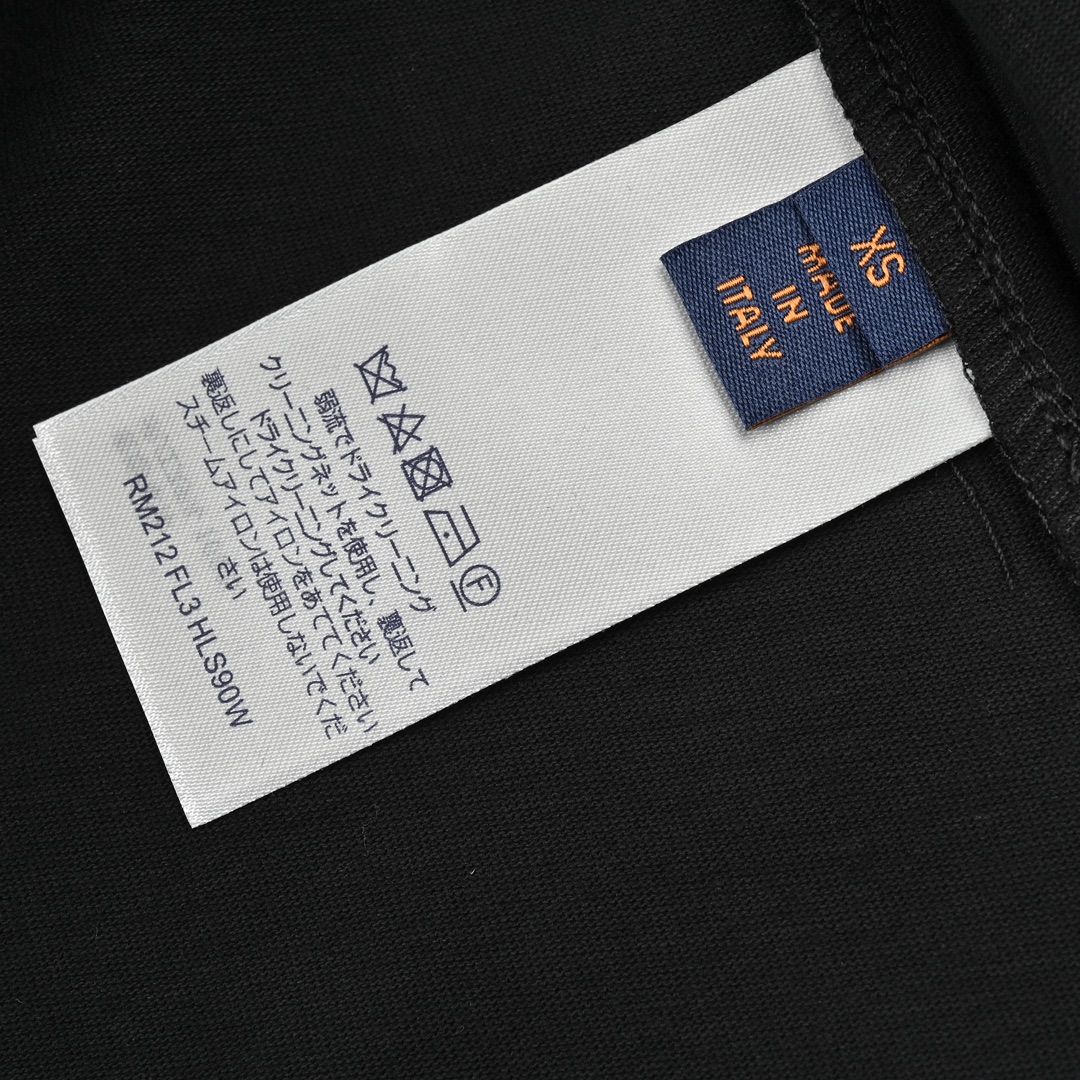 XS
MADE
IN
ITALY
F
弱流でドライクリーニング
クリーニングネットを使用し、裏返して
ドライクリーニングしてください
裏返しにしてアイロンをあててください
スチームアイロンは使用しないでくだ
さい
RM212 FL3 HLS90W